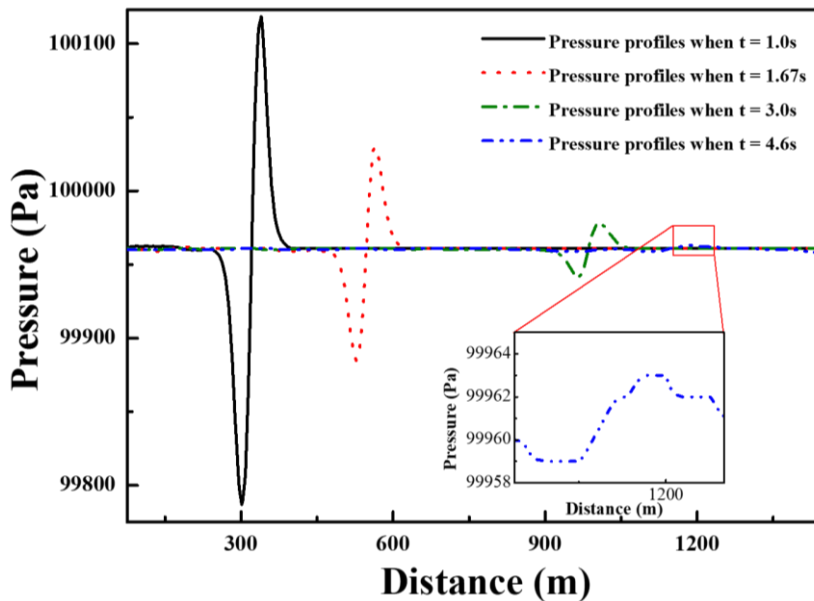 Pressure (Pa)
100100
100000
99900
99800
Pressure profiles when t = 1.0s
Pressure profiles when t = 1.67s
Pressure profiles when t = 3.0s
Pressure profiles when t = 4.6s
Pressure (Pa)
99964
99962
99960
99958
1200
Distance (m)
300
600
900
1200
Distance (m)